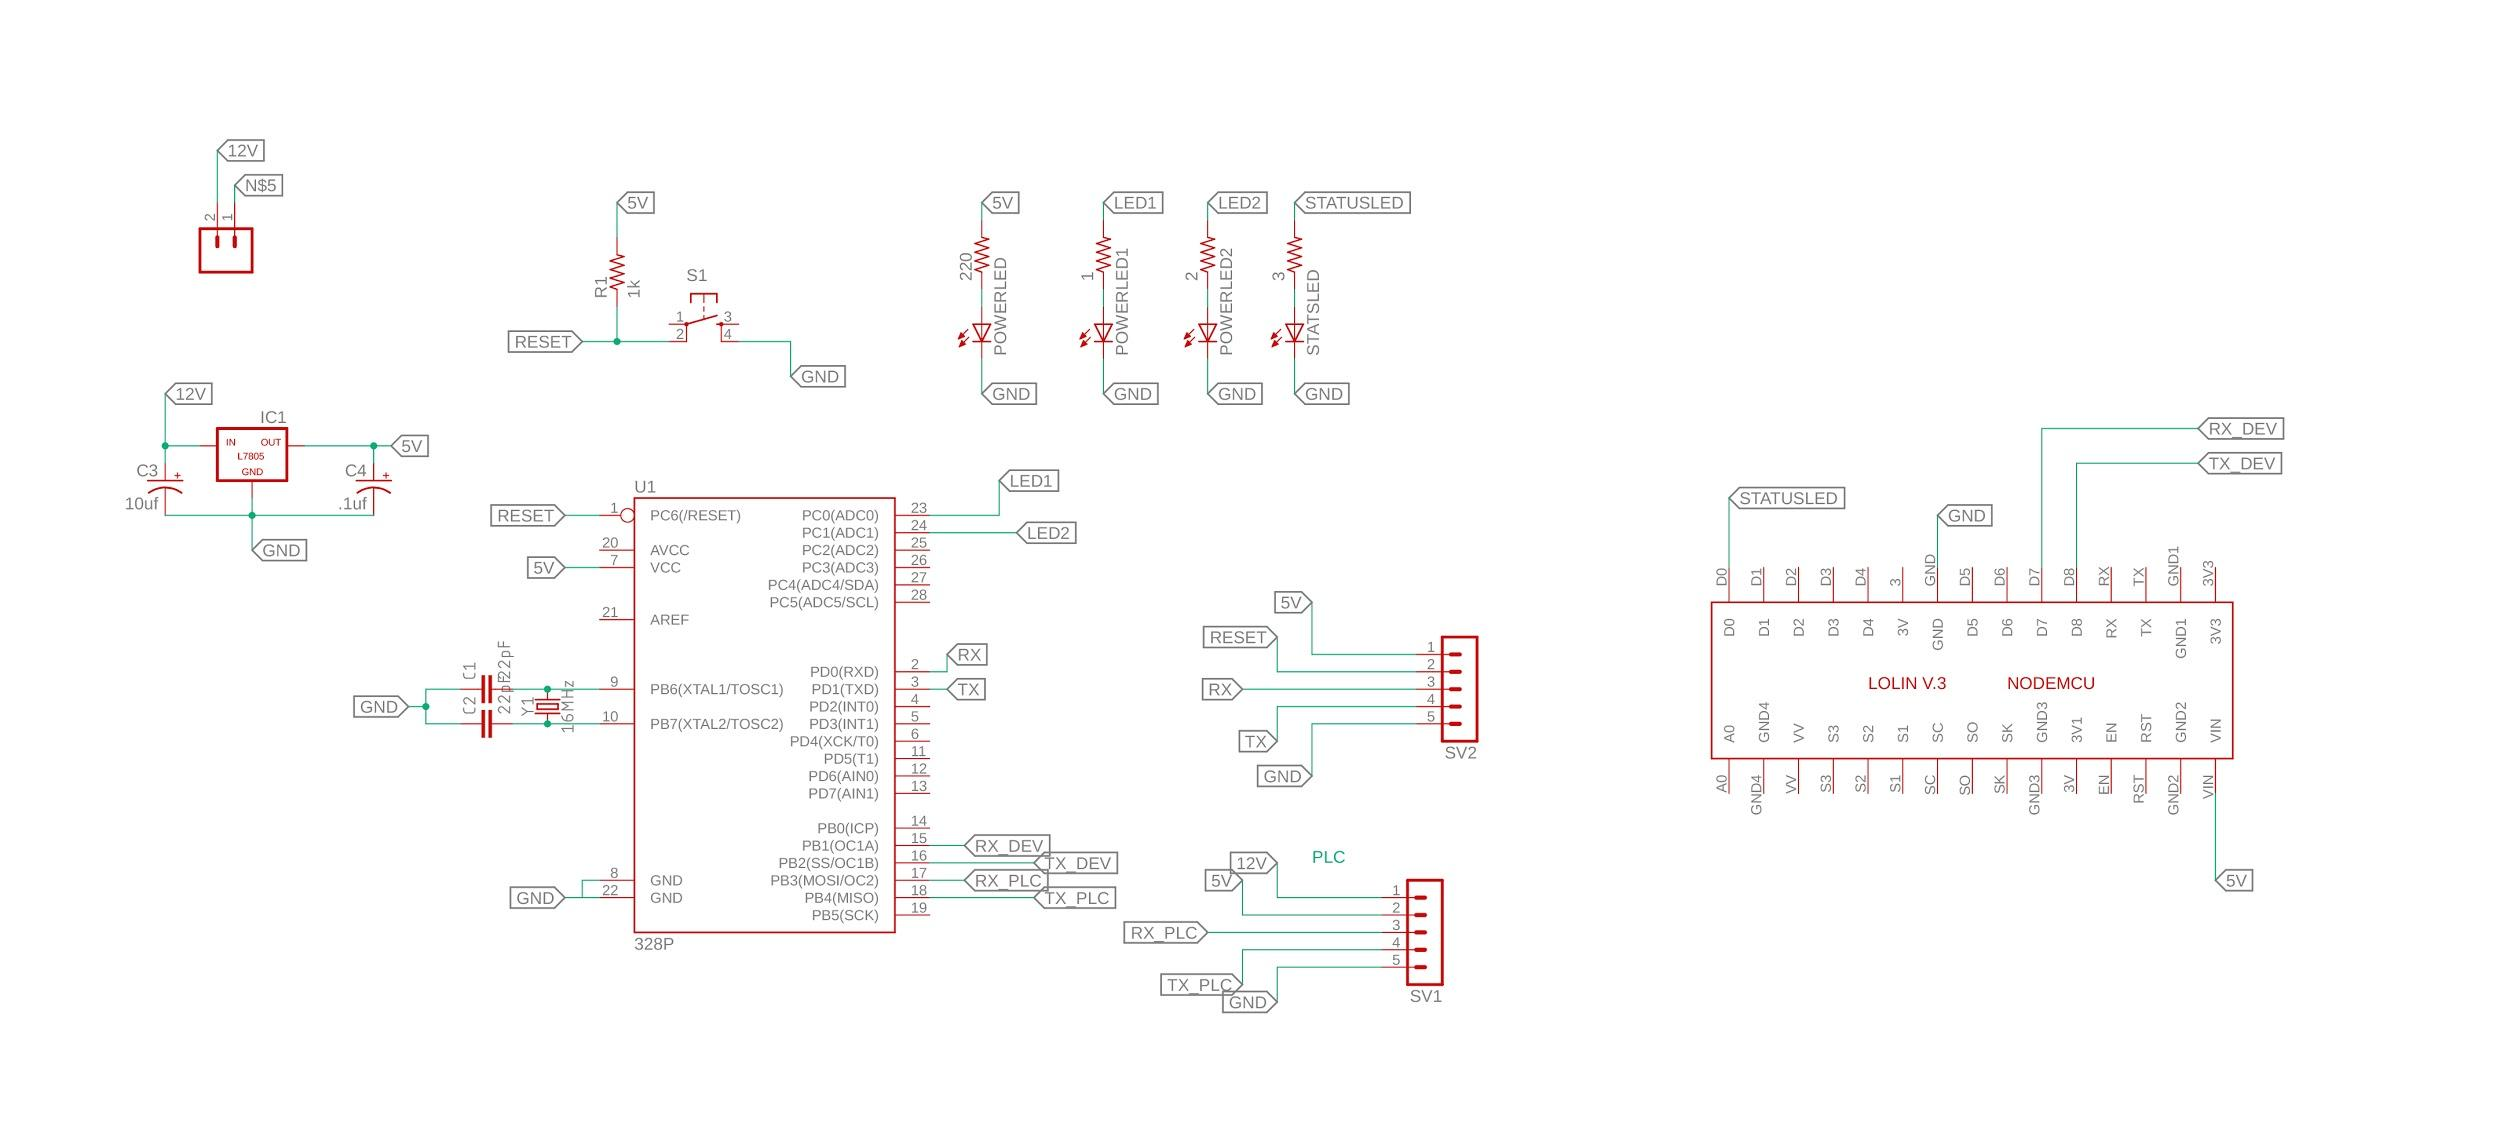 12V
N$5
2
1
12V
IC1
IN
OUT
L7805
GND
5V
C3
+
10uf
C4
+
.1uf
GND
5V
R1
1k
S1
1
2
3
4
RESET
GND
5V
220
POWERLED
GND
LED1
1
POWERLED1
GND
LED2
2
POWERLED2
GND
STATUSLED
3
STATSLED
GND
U1
RESET
1
PC6(/RESET)
20
AVCC
5V
7
VCC
21
AREF
GND
C1
22pF
C2
22pF
Y1
16MHz
9
PB6(XTAL1/TOSC1)
10
PB7(XTAL2/TOSC2)
GND
8
GND
22
GND
328P
PC0(ADC0)
23
LED1
PC1(ADC1)
24
LED2
PC2(ADC2)
25
PC3(ADC3)
26
PC4(ADC4/SDA)
27
PC5(ADC5/SCL)
28
PD0(RXD)
2
RX
PD1(TXD)
3
TX
PD2(INT0)
4
PD3(INT1)
5
PD4(XCK/T0)
6
PD5(T1)
11
PD6(AIN0)
12
PD7(AIN1)
13
PB0(ICP)
14
PB1(OC1A)
15
RX_DEV
PB2(SS/OC1B)
16
TX_DEV
PB3(MOSI/OC2)
17
RX_PLC
PB4(MISO)
18
TX_PLC
PB5(SCK)
19
5V
1
RESET
2
RX
3
TX
4
GND
5
SV2
PLC
12V
1
5V
2
RX_PLC
3
TX_PLC
4
GND
5
SV1
RX_DEV
TX_DEV
STATUSLED
GND
D0
D1
D2
D3
D4
3
GND
D5
D6
D7
D8
RX
TX
GND1
3V3
D0
D1
D2
D3
D4
3V
GND
D5
D6
D7
D8
RX
TX
GND1
3V3
LOLIN V.3
NODEMCU
A0
GND4
VV
S3
S2
S1
SC
SO
SK
GND3
3V1
EN
RST
GND2
VIN
A0
GND4
VV
S3
S2
S1
SC
SO
SK
GND3
3V
EN
RST
GND2
VIN
5V